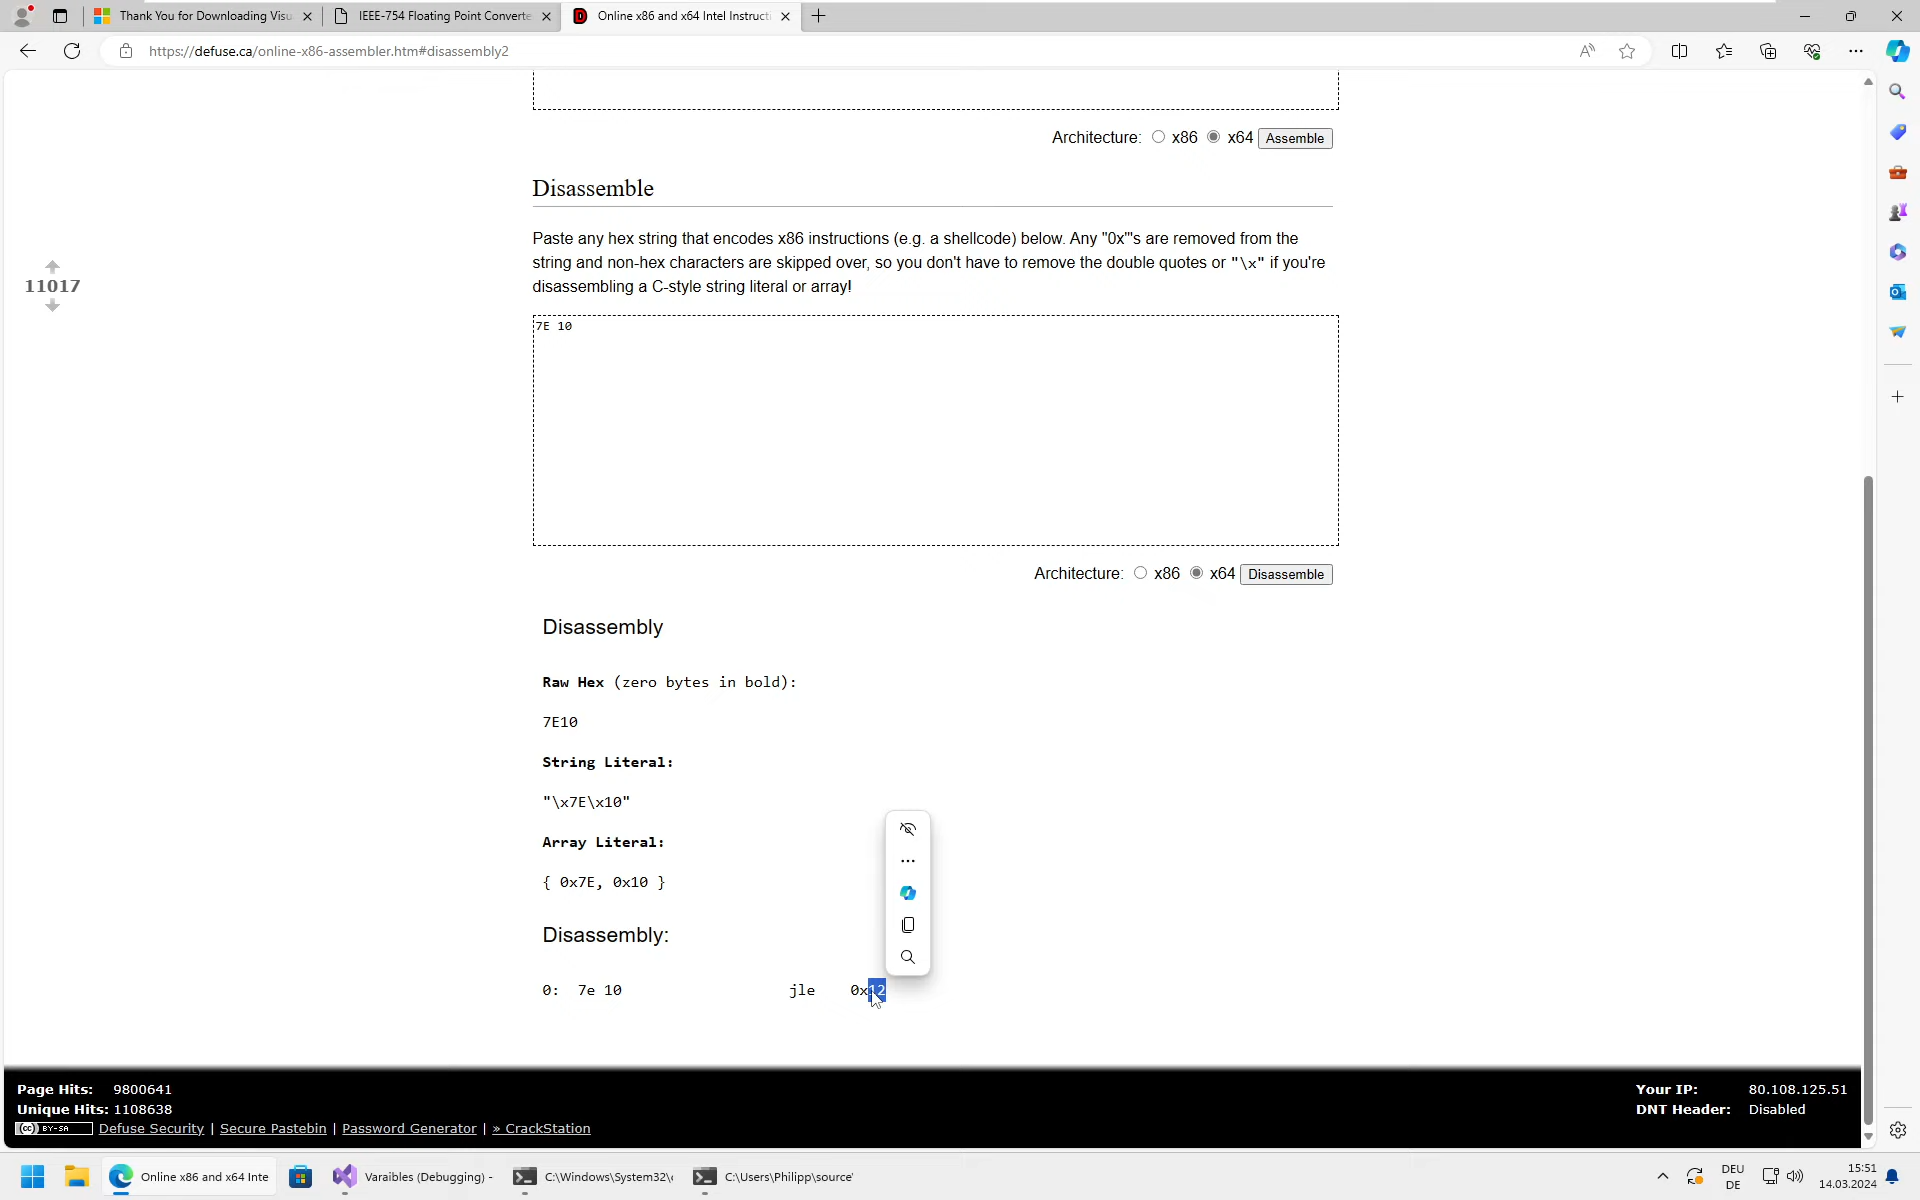 Thank You for Downloading Visu
IEEE-754 Floating Point Converte
Online x86 and x64 Intel Instructi
https://defuse.ca/online-x86-assembler.htm#disassembly2
Architecture: x86 x64 Assemble
Disassemble
Paste any hex string that encodes x86 instructions (e.g. a shellcode) below. Any "0x"'s are removed from the
string and non-hex characters are skipped over, so you don't have to remove the double quotes or "\x" if you're
disassembling a C-style string literal or array!
11017
7E 10
Architecture: x86 x64 Disassemble
Disassembly
Raw Hex (zero bytes in bold):
7E10
String Literal:
"\x7E\x10"
Array Literal:
{ 0x7E, 0x10 }
Disassembly:
0: 7e 10 jle 0x12
Page Hits: 9800641
Unique Hits: 1108638
(cc) BY-SA Defuse Security | Secure Pastebin | Password Generator | » CrackStation
Your IP: 80.108.125.51
DNT Header: Disabled
Online x86 and x64 Inte
Varaibles (Debugging) -
C:\Windows\System32\
C:\Users\Philipp\source'
DEU
DE
15:51
14.03.2024